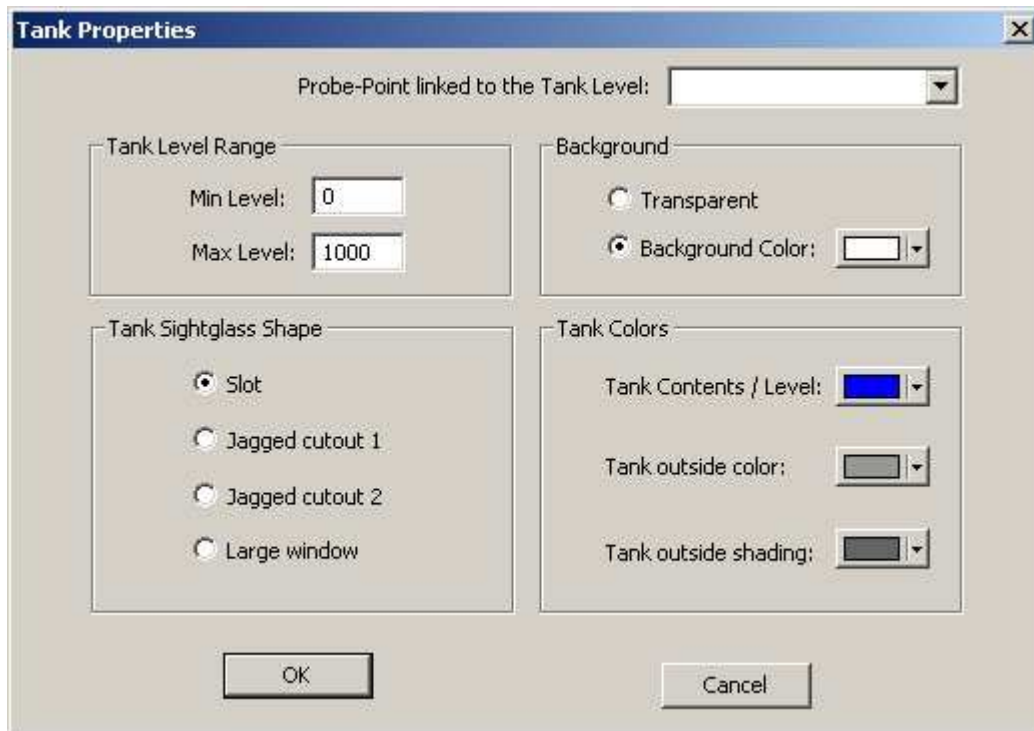 Tank Properties
Probe-Point linked to the Tank Level:
Tank Level Range
Min Level: 0
Max Level: 1000
Background
Transparent
Background Color:
Tank Sightglass Shape
Slot
Jagged cutout 1
Jagged cutout 2
Large window
Tank Colors
Tank Contents / Level:
Tank outside color:
Tank outside shading:
OK
Cancel